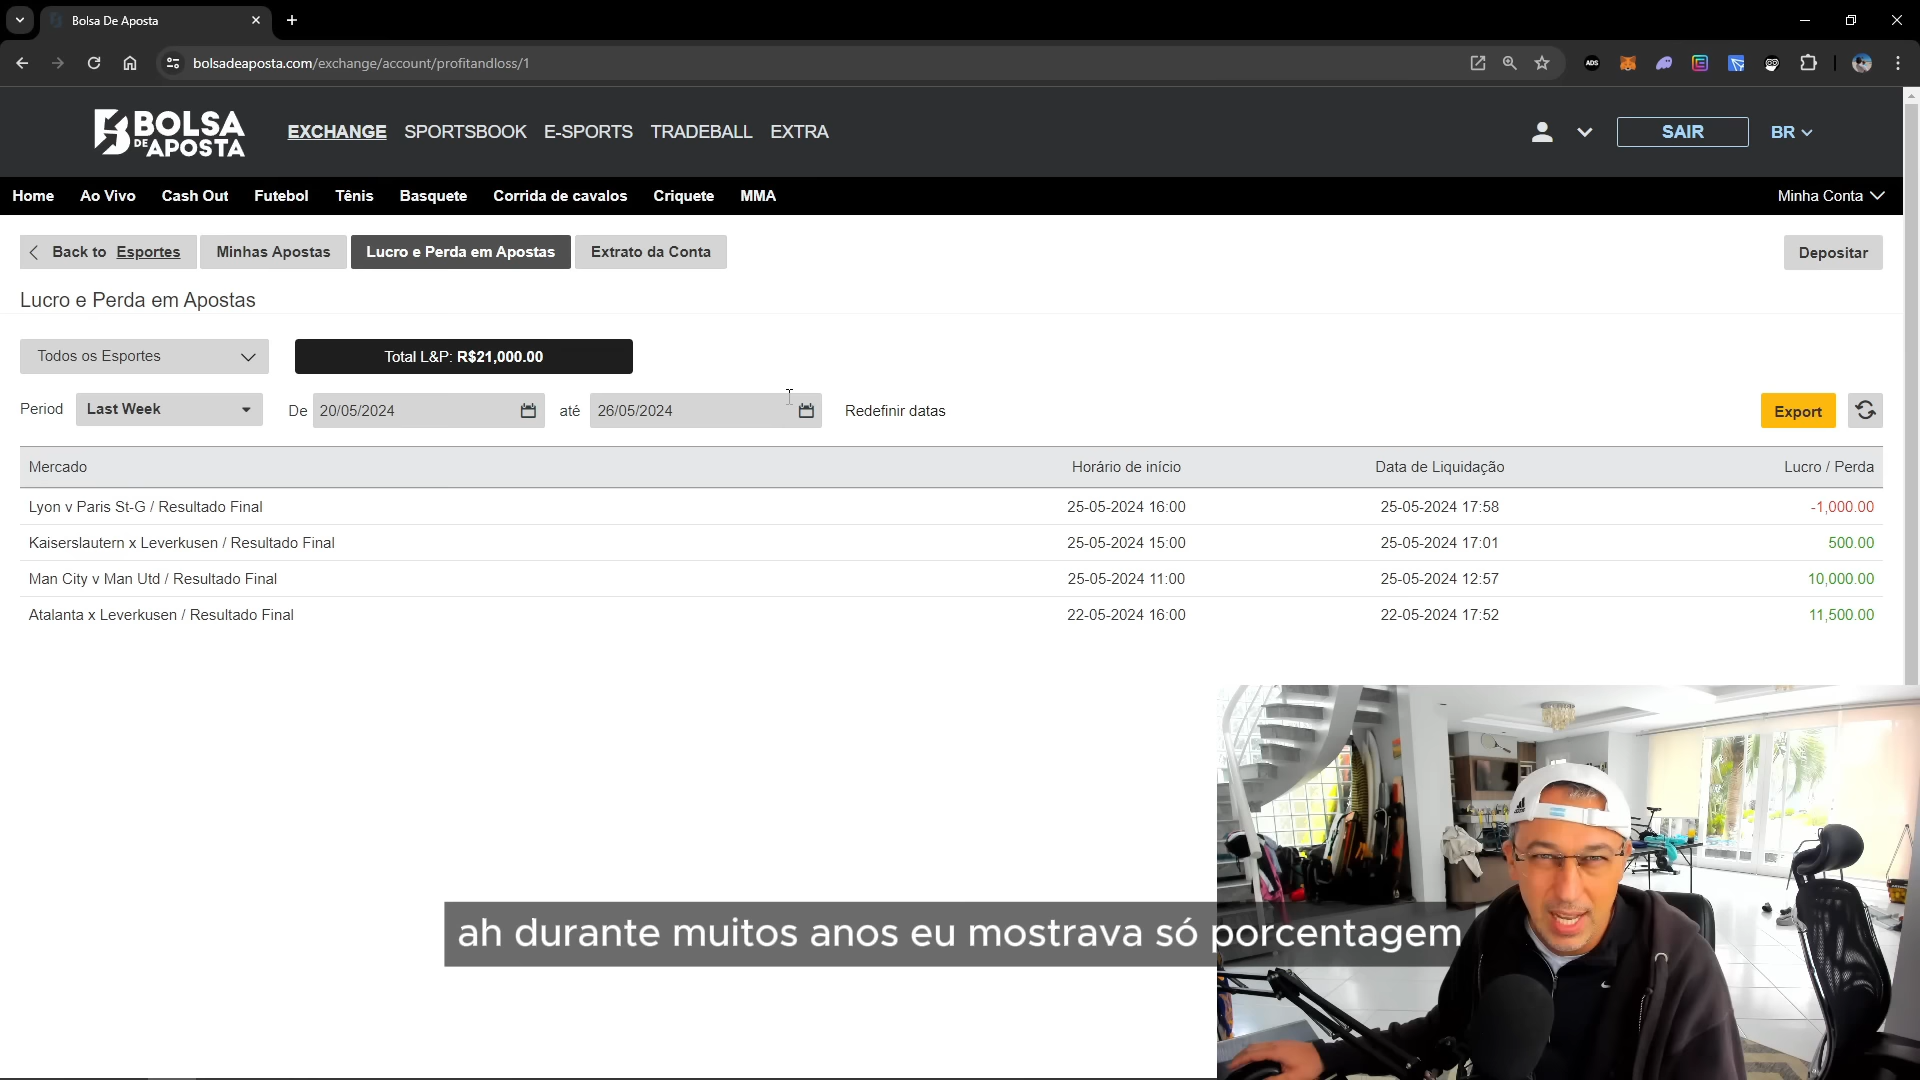 Bolsa De Aposta
bolsadeaposta.com/exchange/account/profitandloss/1
ADS
BOLSA
DE APOSTA
EXCHANGE SPORTSBOOK E-SPORTS TRADEBALL EXTRA
SAIR
BR
Home Ao Vivo Cash Out Futebol Tênis Basquete Corrida de cavalos Criquete MMA
Minha Conta
Back to Esportes
Minhas Apostas
Lucro e Perda em Apostas
Extrato da Conta
Depositar
Lucro e Perda em Apostas
Todos os Esportes
Total L&P: R$21,000.00
Period Last Week De 20/05/2024 até 26/05/2024 Redefinir datas
Export
Mercado Horário de início Data de Liquidação Lucro / Perda
Lyon v Paris St-G / Resultado Final 25-05-2024 16:00 25-05-2024 17:58 -1,000.00
Kaiserslautern x Leverkusen / Resultado Final 25-05-2024 15:00 25-05-2024 17:01 500.00
Man City v Man Utd / Resultado Final 25-05-2024 11:00 25-05-2024 12:57 10,000.00
Atalanta x Leverkusen / Resultado Final 22-05-2024 16:00 22-05-2024 17:52 11,500.00
ah durante muitos anos eu mostrava só porcentagem